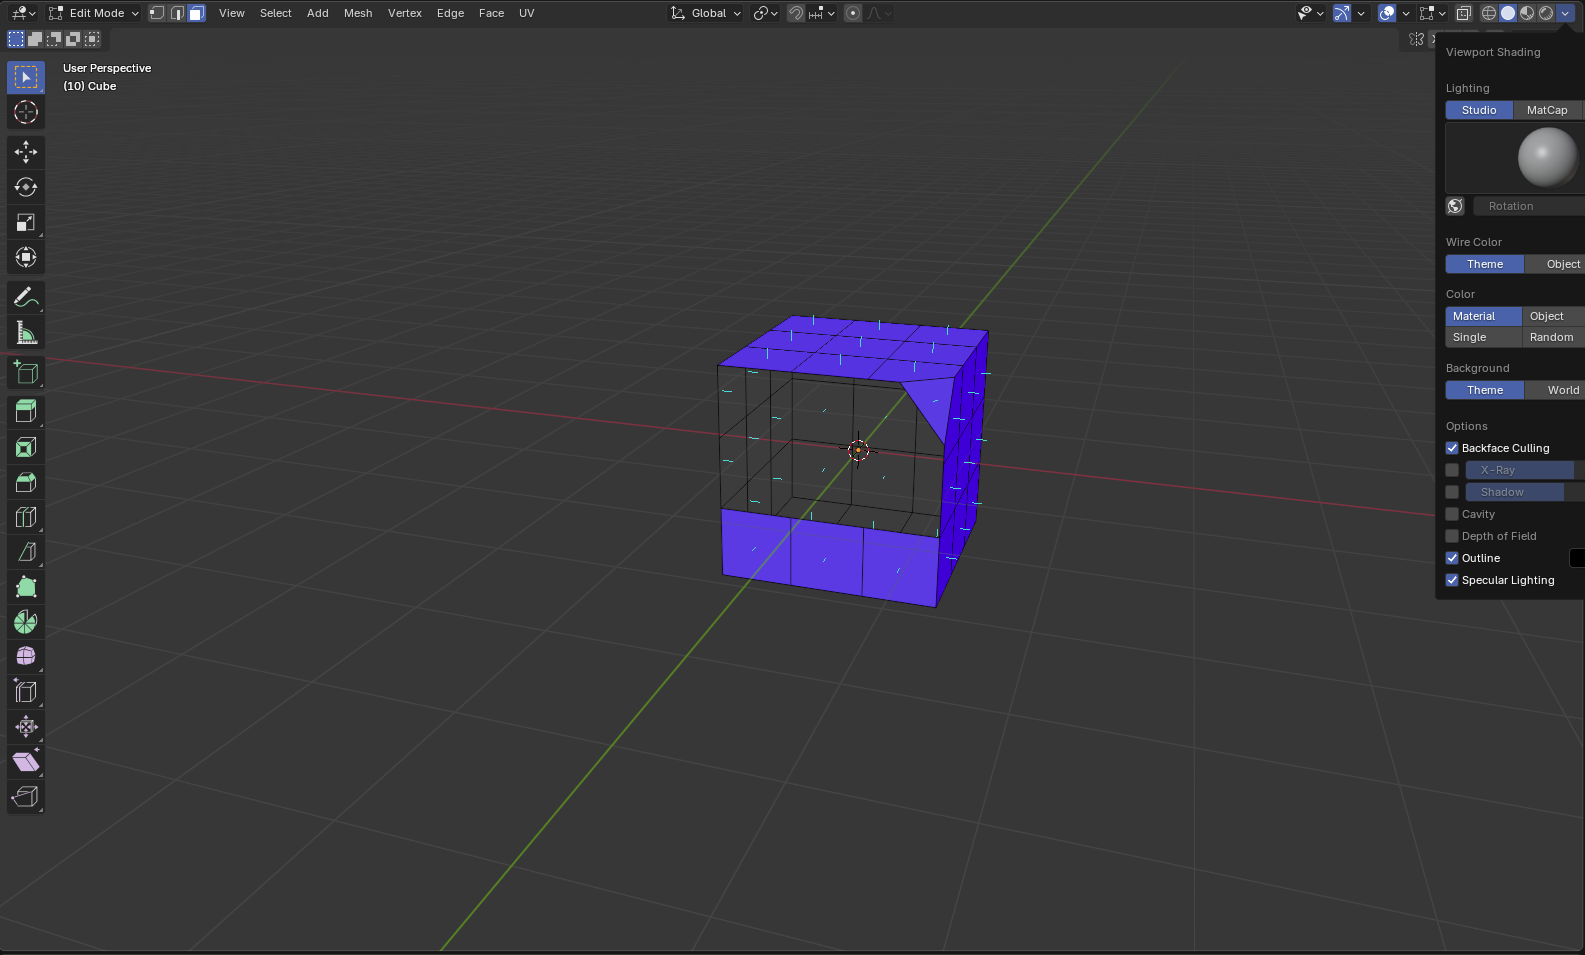 Edit Mode View Select Add Mesh Vertex Edge Face UV Global
User Perspective
(10) Cube
Viewport Shading
Lighting
Studio MatCap
Rotation
Wire Color
Theme Object
Color
Material Object
Single Random
Background
Theme World
Options
Backface Culling
X-Ray
Shadow
Cavity
Depth of Field
Outline
Specular Lighting